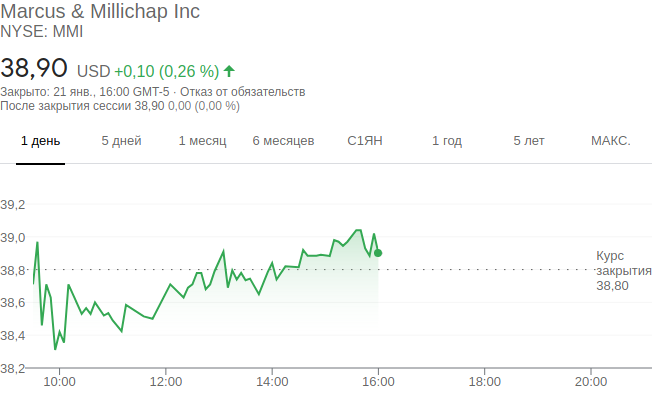 Marcus & Millichap Inc
NYSE: MMI
38,90 USD +0,10 (0,26 %)
Закрыто: 21 янв., 16:00 GMT-5 · Отказ от обязательств
После закрытия сессии 38,90 0,00 (0,00 %)
1 день 5 дней 1 месяц 6 месяцев С1ЯН 1 год 5 лет МАКС.
39,2
39,0
Курс
38,8 закрытия
38,80
38,6
38,4
38,2
10:00 12:00 14:00 16:00 18:00 20:00